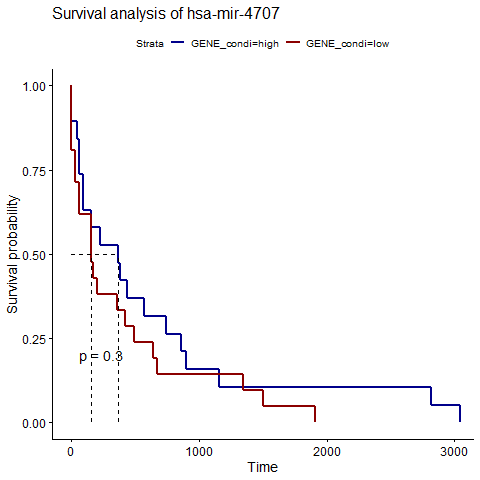 Survival analysis of hsa-mir-4707
Strata GENE_condi=high GENE_condi=low
Survival probability
1.00
0.75
0.50
0.25
0.00
p = 0.3
0 1000 2000 3000
Time